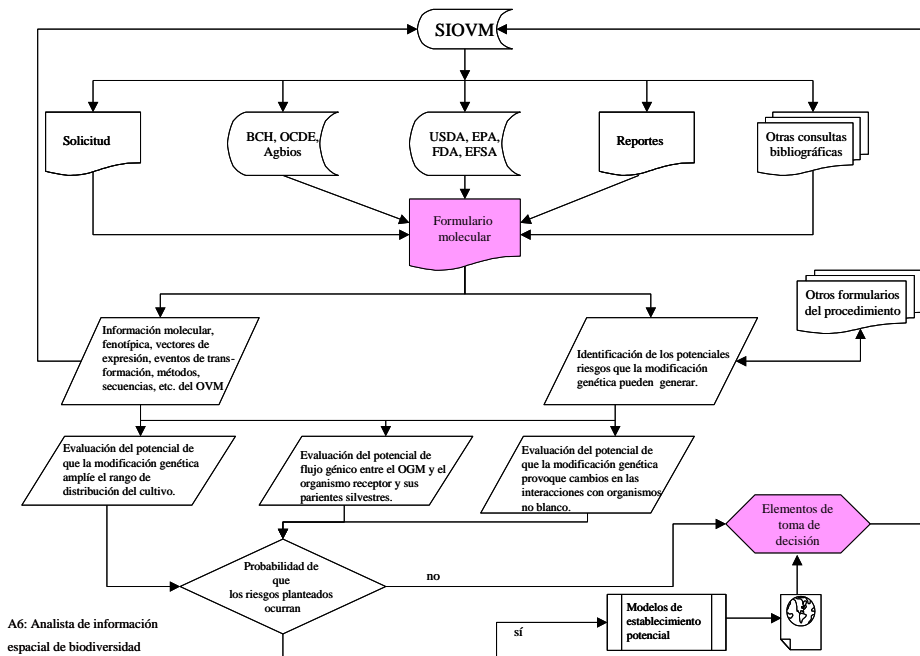 SIOVM
Solicitud
BCH, OCDE,
Agbios
USDA, EPA,
FDA, EFSA
Reportes
Otras consultas
bibliográficas
Formulario
molecular
Otros formularios
del procedimiento
Información molecular,
fenotípica, vectores de
expresión, eventos de trans-
formación, métodos,
secuencias, etc. del OVM
Identificación de los potenciales
riesgos que la modificación
genética pueden generar.
Evaluación del potencial de
que la modificación genética
amplíe el rango de
distribución del cultivo.
Evaluación del potencial de
flujo génico entre el OGM y el
organismo receptor y sus
parientes silvestres.
Evaluación del potencial de
que la modificación genética
provoque cambios en las
interacciones con organismos
no blanco.
Elementos de
toma de
decisión
Probabilidad de
que
los riesgos planteados
ocurran
no
sí
Modelos de
establecimiento
potencial
A6: Analista de información
espacial de biodiversidad